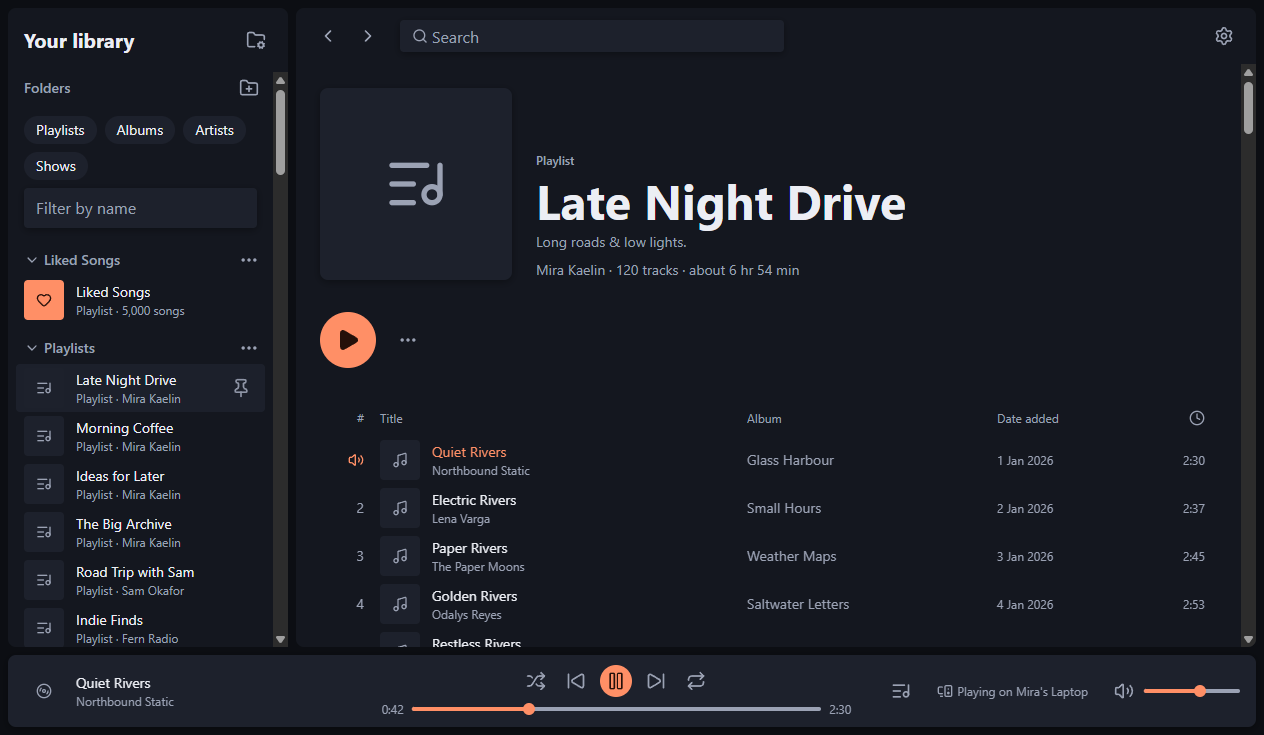 Your library
Folders
Playlists
Albums
Artists
Shows
Filter by name
Liked Songs
Liked Songs
Playlist · 5,000 songs
Playlists
Late Night Drive
Playlist · Mira Kaelin
Morning Coffee
Playlist · Mira Kaelin
Ideas for Later
Playlist · Mira Kaelin
The Big Archive
Playlist · Mira Kaelin
Road Trip with Sam
Playlist · Sam Okafor
Indie Finds
Playlist · Fern Radio
Search
Playlist
Late Night Drive
Long roads & low lights.
Mira Kaelin · 120 tracks · about 6 hr 54 min
# Title Album Date added
Quiet Rivers
Northbound Static
Glass Harbour
1 Jan 2026
2:30
2
Electric Rivers
Lena Varga
Small Hours
2 Jan 2026
2:37
3
Paper Rivers
The Paper Moons
Weather Maps
3 Jan 2026
2:45
4
Golden Rivers
Odalys Reyes
Saltwater Letters
4 Jan 2026
2:53
Restless Rivers
Quiet Rivers
Northbound Static
0:42
2:30
Playing on Mira's Laptop